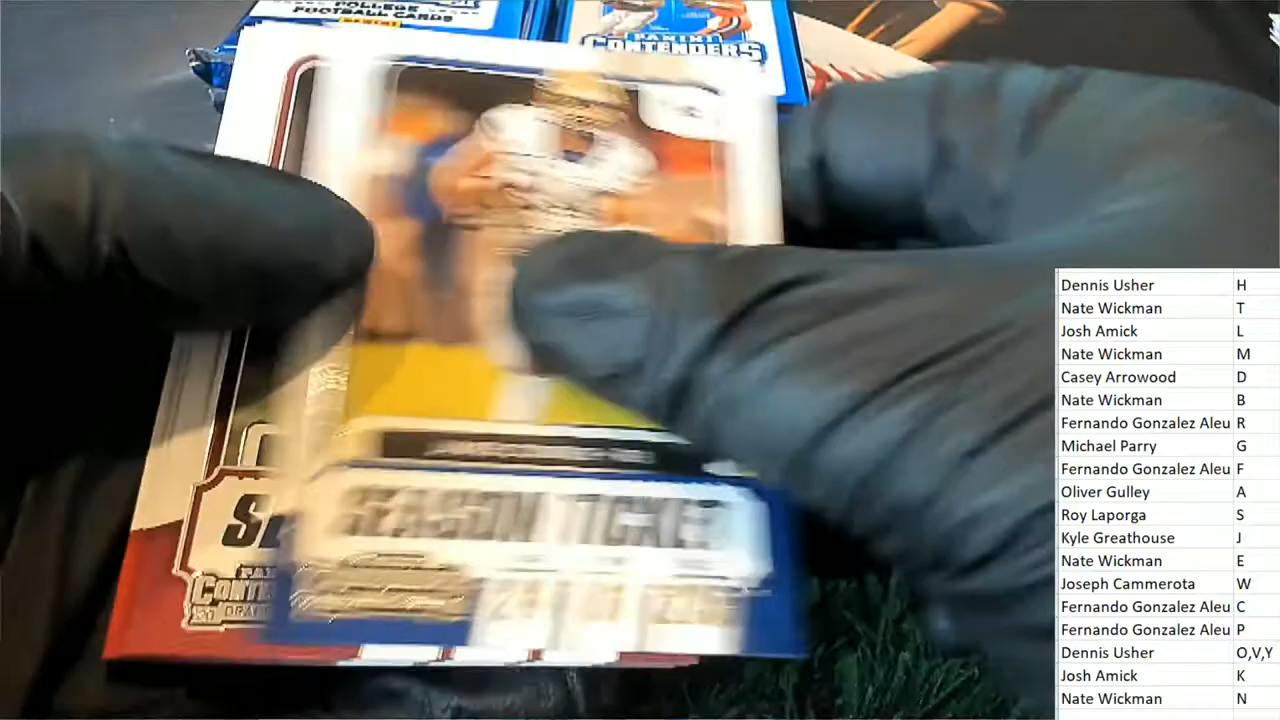 COLLEGE
FOOTBALL CARDS
PANINI
PANINI
CONTENDERS
SEASON TICKET
Dennis Usher H
Nate Wickman T
Josh Amick L
Nate Wickman M
Casey Arrowood D
Nate Wickman B
Fernando Gonzalez Aleu R
Michael Parry G
Fernando Gonzalez Aleu F
Oliver Gulley A
Roy Laporga S
Kyle Greathouse J
Nate Wickman E
Joseph Cammerota W
Fernando Gonzalez Aleu C
Fernando Gonzalez Aleu P
Dennis Usher O,V,Y
Josh Amick K
Nate Wickman N